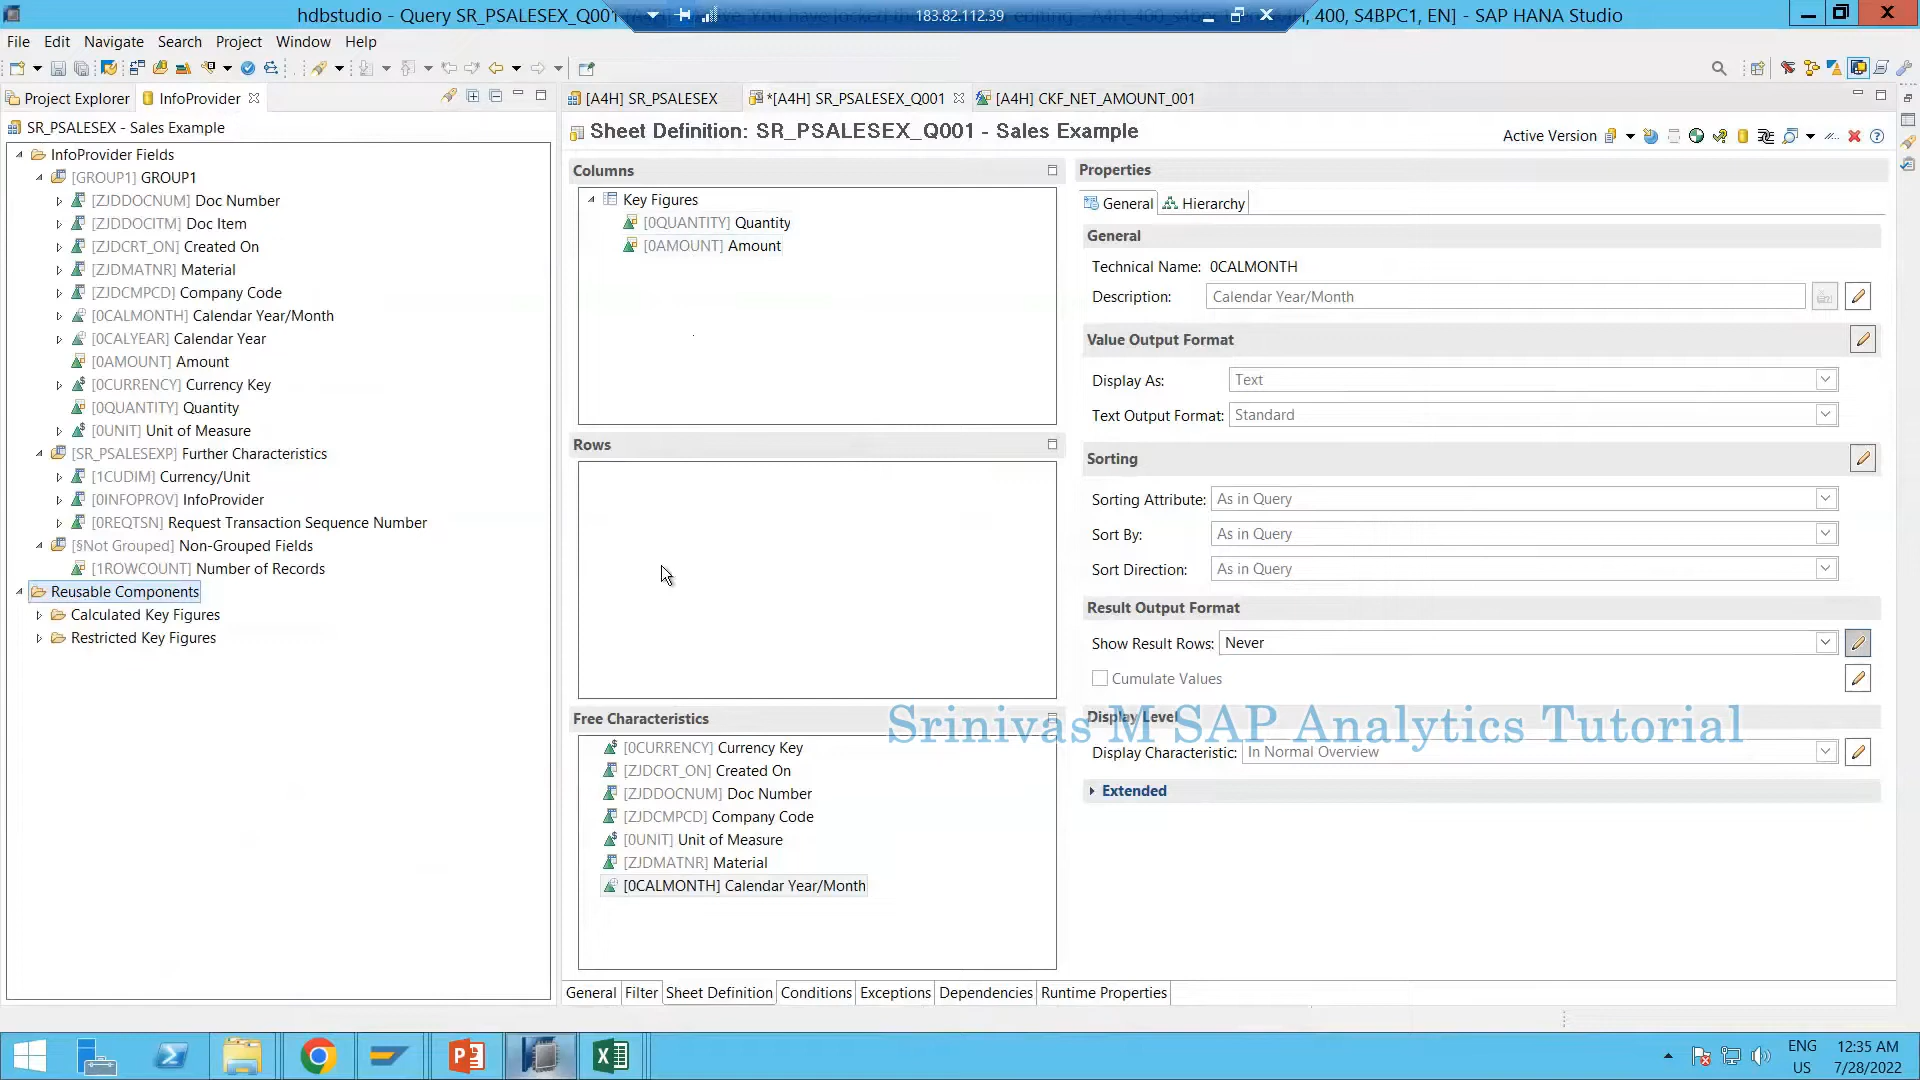 hdbstudio - Query SR_PSALESEX_Q001
183.82.112.39
400, S4BPC1, EN] - SAP HANA Studio
File Edit Navigate Search Project Window Help
Project Explorer InfoProvider
[A4H] SR_PSALESEX *[A4H] SR_PSALESEX_Q001 [A4H] CKF_NET_AMOUNT_001
SR_PSALESEX - Sales Example
Sheet Definition: SR_PSALESEX_Q001 - Sales Example
Active Version
InfoProvider Fields
[GROUP1] GROUP1
[ZJDDOCNUM] Doc Number
[ZJDDOCITM] Doc Item
[ZJDCRT_ON] Created On
[ZJDMATNR] Material
[ZJDCMPCD] Company Code
[0CALMONTH] Calendar Year/Month
[0CALYEAR] Calendar Year
[0AMOUNT] Amount
[0CURRENCY] Currency Key
[0QUANTITY] Quantity
[0UNIT] Unit of Measure
[SR_PSALESEXP] Further Characteristics
[1CUDIM] Currency/Unit
[0INFOPROV] InfoProvider
[0REQTSN] Request Transaction Sequence Number
[§Not Grouped] Non-Grouped Fields
[1ROWCOUNT] Number of Records
Reusable Components
Calculated Key Figures
Restricted Key Figures
Columns
Key Figures
[0QUANTITY] Quantity
[0AMOUNT] Amount
Rows
Free Characteristics
[0CURRENCY] Currency Key
[ZJDCRT_ON] Created On
[ZJDDOCNUM] Doc Number
[ZJDCMPCD] Company Code
[0UNIT] Unit of Measure
[ZJDMATNR] Material
[0CALMONTH] Calendar Year/Month
Properties
General Hierarchy
General
Technical Name: 0CALMONTH
Description: Calendar Year/Month
Value Output Format
Display As: Text
Text Output Format: Standard
Sorting
Sorting Attribute: As in Query
Sort By: As in Query
Sort Direction: As in Query
Result Output Format
Show Result Rows: Never
Cumulate Values
Display Level
Srinivas M SAP Analytics Tutorial
Display Characteristic: In Normal Overview
Extended
General Filter Sheet Definition Conditions Exceptions Dependencies Runtime Properties
ENG 12:35 AM
US 7/28/2022